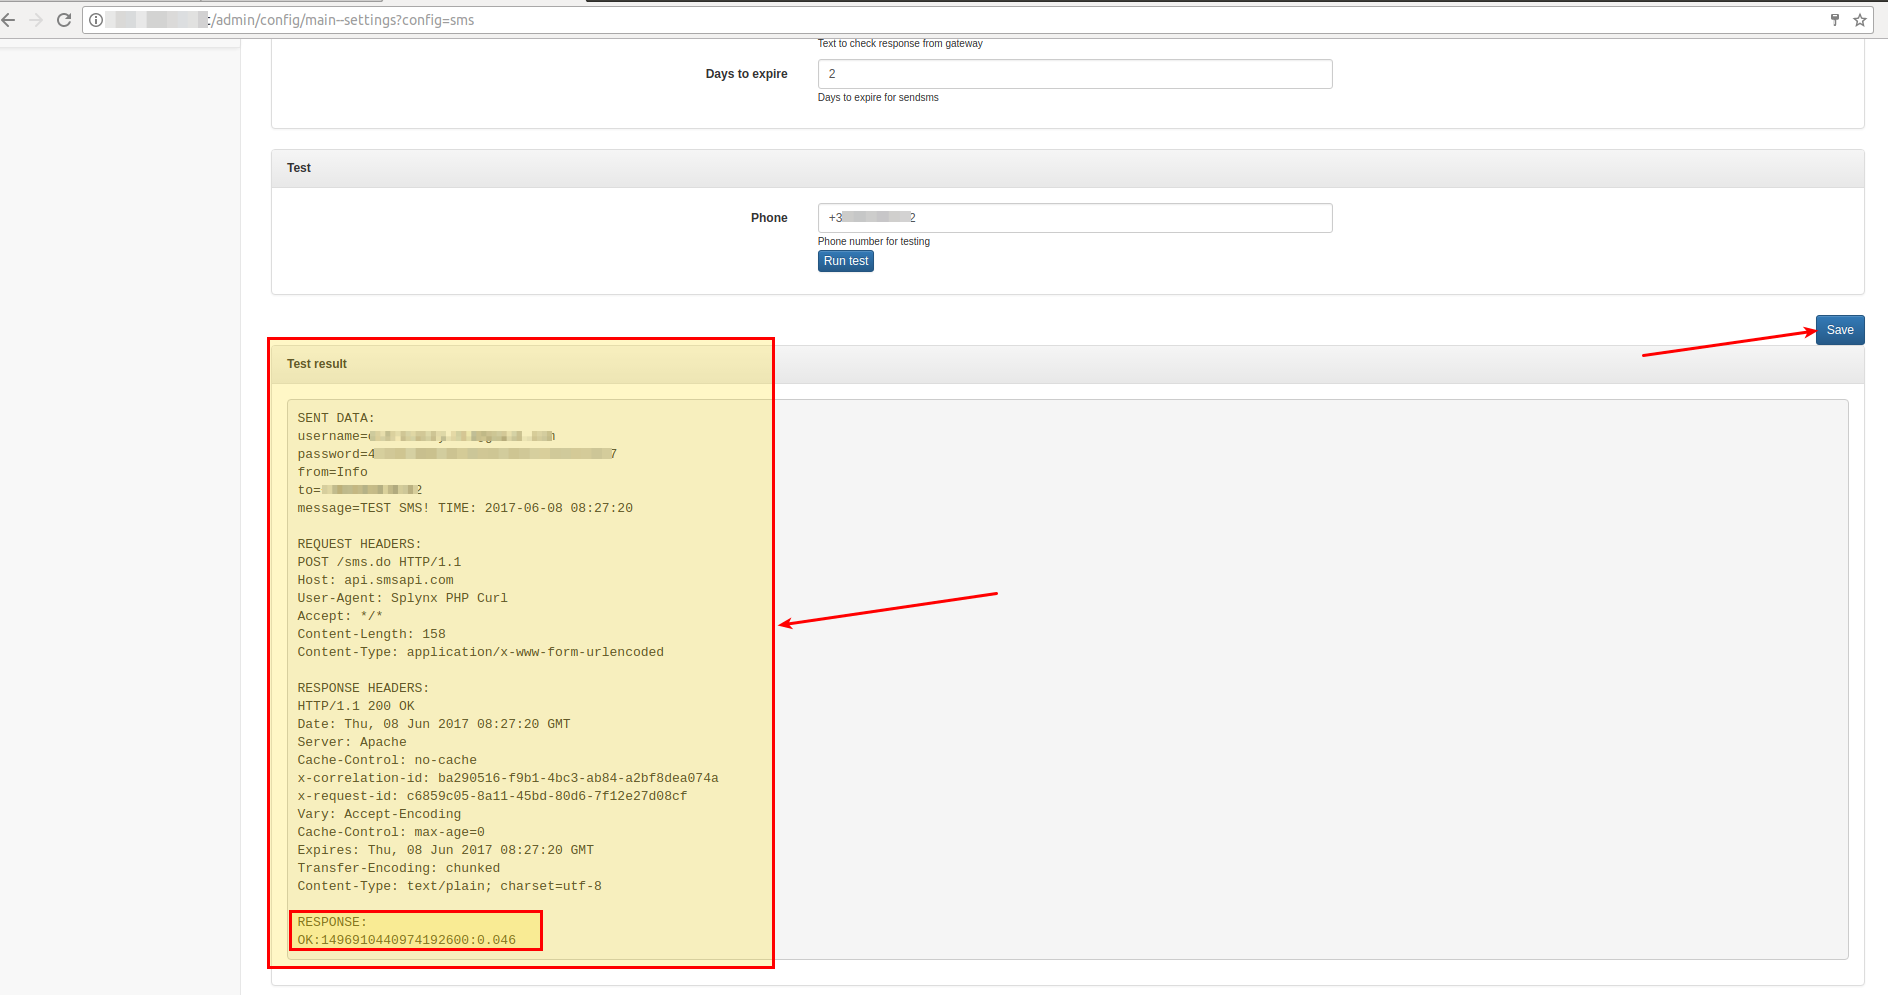 /admin/config/main--settings?config=sms
Text to check response from gateway
Days to expire
2
Days to expire for sendsms
Test
Phone
+3 2
Phone number for testing
Run test
Save
Test result
SENT DATA:
username=
password=4 7
from=Info
to= 2
message=TEST SMS! TIME: 2017-06-08 08:27:20
REQUEST HEADERS:
POST /sms.do HTTP/1.1
Host: api.smsapi.com
User-Agent: Splynx PHP Curl
Accept: */*
Content-Length: 158
Content-Type: application/x-www-form-urlencoded
RESPONSE HEADERS:
HTTP/1.1 200 OK
Date: Thu, 08 Jun 2017 08:27:20 GMT
Server: Apache
Cache-Control: no-cache
x-correlation-id: ba290516-f9b1-4bc3-ab84-a2bf8dea074a
x-request-id: c6859c05-8a11-45bd-80d6-7f12e27d08cf
Vary: Accept-Encoding
Cache-Control: max-age=0
Expires: Thu, 08 Jun 2017 08:27:20 GMT
Transfer-Encoding: chunked
Content-Type: text/plain; charset=utf-8
RESPONSE:
OK:1496910440974192600:0.046